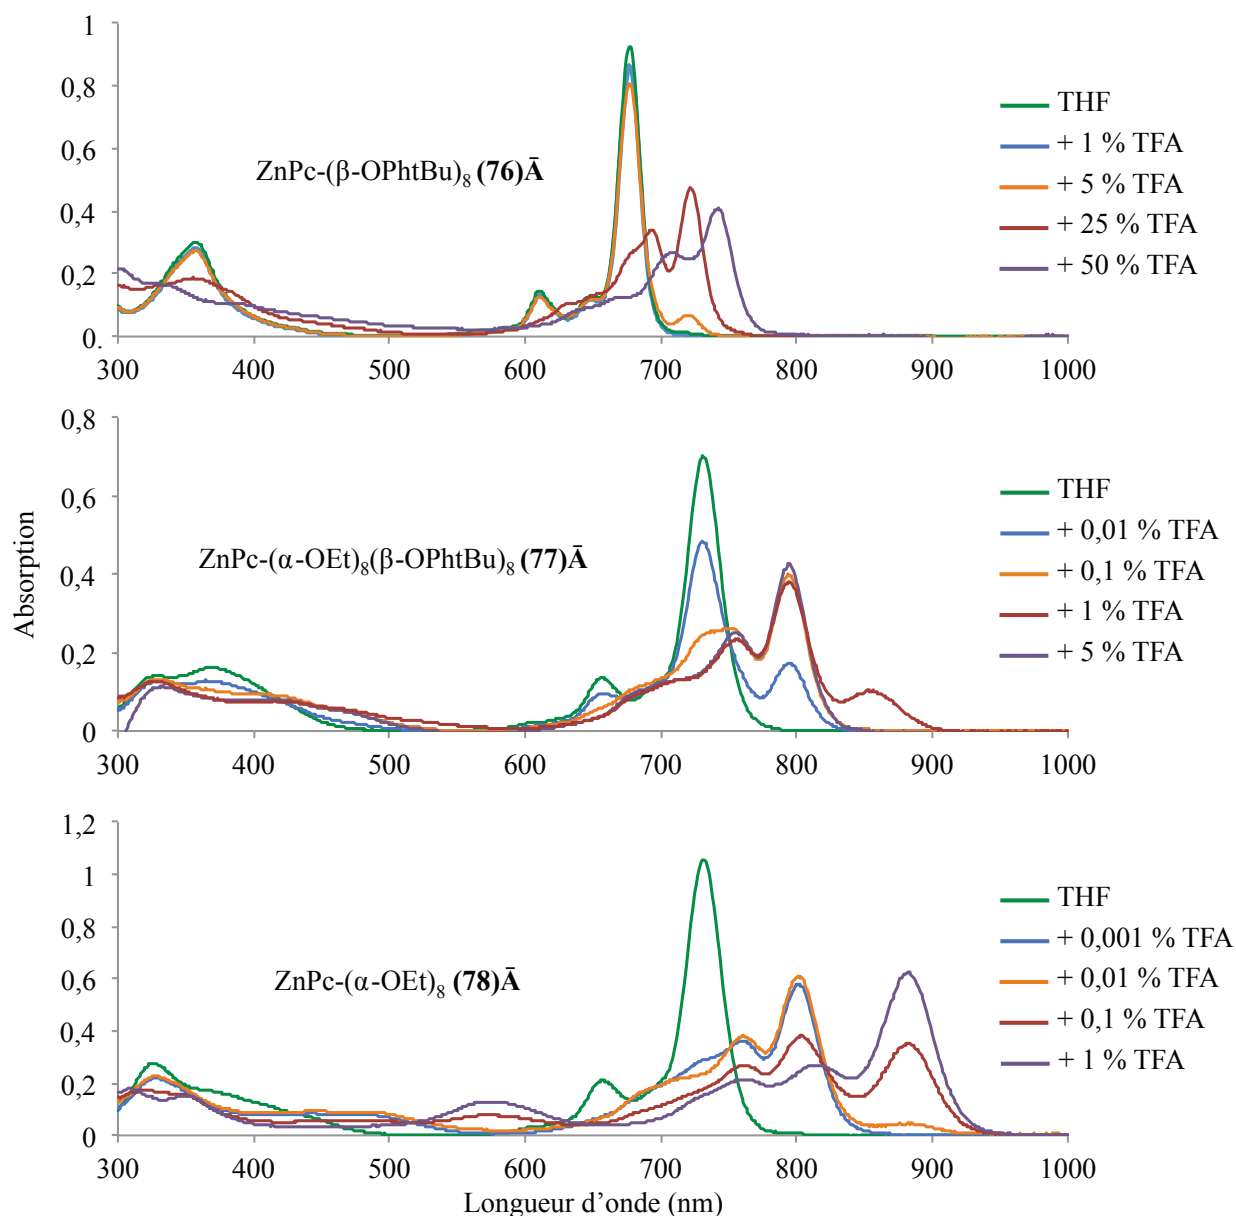 1
0,8
0,6
0,4
0,2
0.
300 400 500 600 700 800 900 1000
ZnPc-(β-OPhtBu)₈ (76)Ā
THF
+ 1 % TFA
+ 5 % TFA
+ 25 % TFA
+ 50 % TFA
0,8
0,6
0,4
0,2
0
300 400 500 600 700 800 900 1000
ZnPc-(α-OEt)₈(β-OPhtBu)₈ (77)Ā
THF
+ 0,01 % TFA
+ 0,1 % TFA
+ 1 % TFA
+ 5 % TFA
Absorption
1,2
1
0,8
0,6
0,4
0,2
0
300 400 500 600 700 800 900 1000
ZnPc-(α-OEt)₈ (78)Ā
THF
+ 0,001 % TFA
+ 0,01 % TFA
+ 0,1 % TFA
+ 1 % TFA
Longueur d’onde (nm)